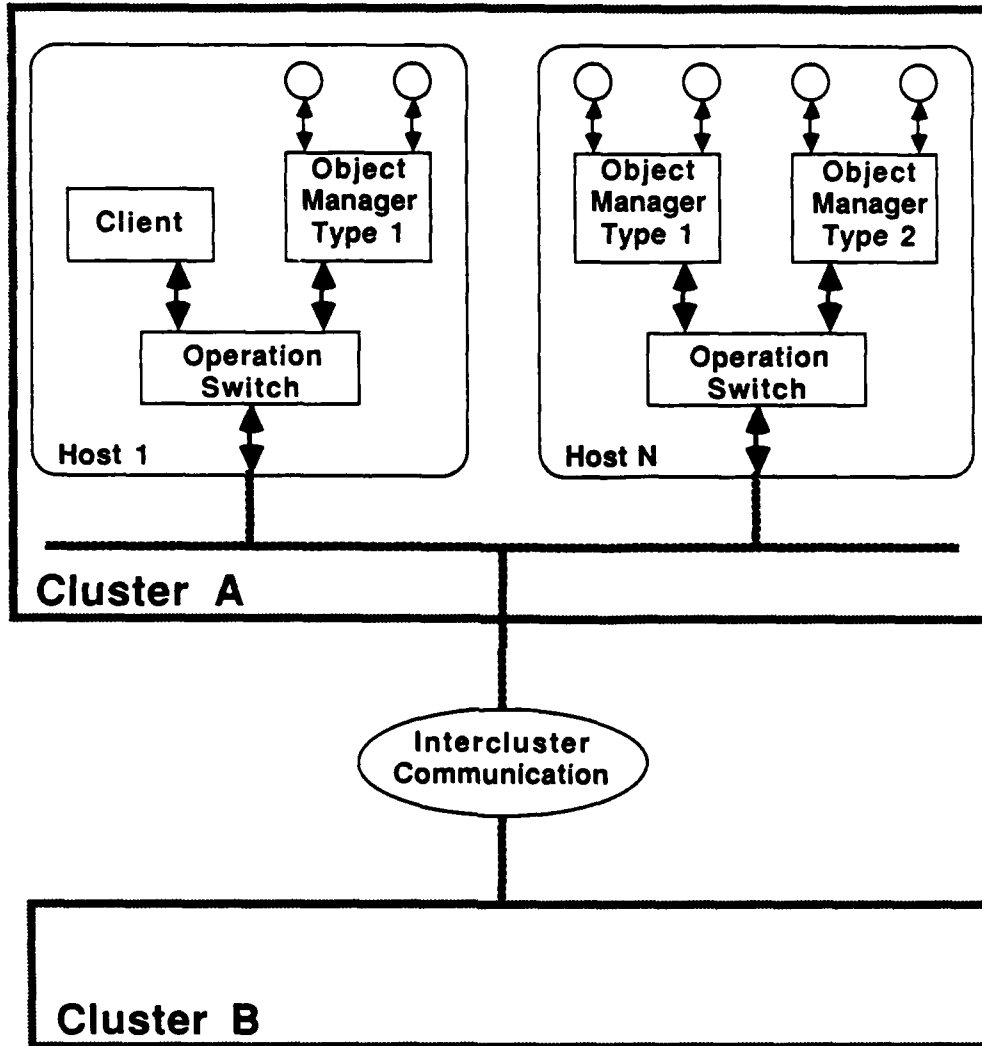 Client
Object
Manager
Type 1
Operation
Switch
Host 1
Object
Manager
Type 1
Object
Manager
Type 2
Operation
Switch
Host N
Cluster A
Intercluster
Communication
Cluster B